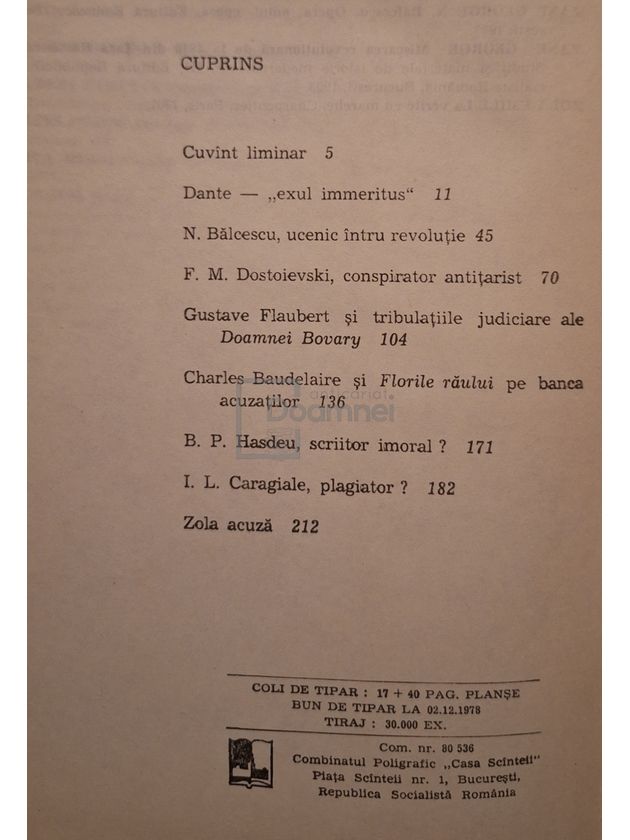 CUPRINS
Cuvînt liminar 5
Dante — „exul immeritus“ 11
N. Bălcescu, ucenic întru revoluție 45
F. M. Dostoievski, conspirator antițarist 70
Gustave Flaubert și tribulațiile judiciare ale
Doamnei Bovary 104
Charles Baudelaire și Florile răului pe banca
acuzaților 136
anticariat
Doamnei
B. P. Hasdeu, scriitor imoral ? 171
I. L. Caragiale, plagiator ? 182
Zola acuză 212
COLI DE TIPAR : 17 + 40 PAG. PLANȘE
BUN DE TIPAR LA 02.12.1978
TIRAJ : 30.000 EX.
Com. nr. 80 536
Combinatul Poligrafic „Casa Scînteii“
Piața Scînteii nr. 1, București,
Republica Socialistă România